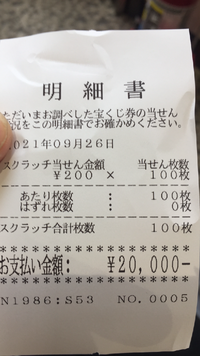 明細書
ただいまお調べした宝くじ券の当せん
状況をこの明細書でお確かめください。
2021年09月26日
スクラッチ当せん金額 当せん枚数
¥200 × 100枚
あたり枚数 : 100枚
はずれ枚数 : 0枚
スクラッチ合計枚数 100枚
****************
お支払い金額: ¥20,000-
****************
N1986:S53 NO.0005